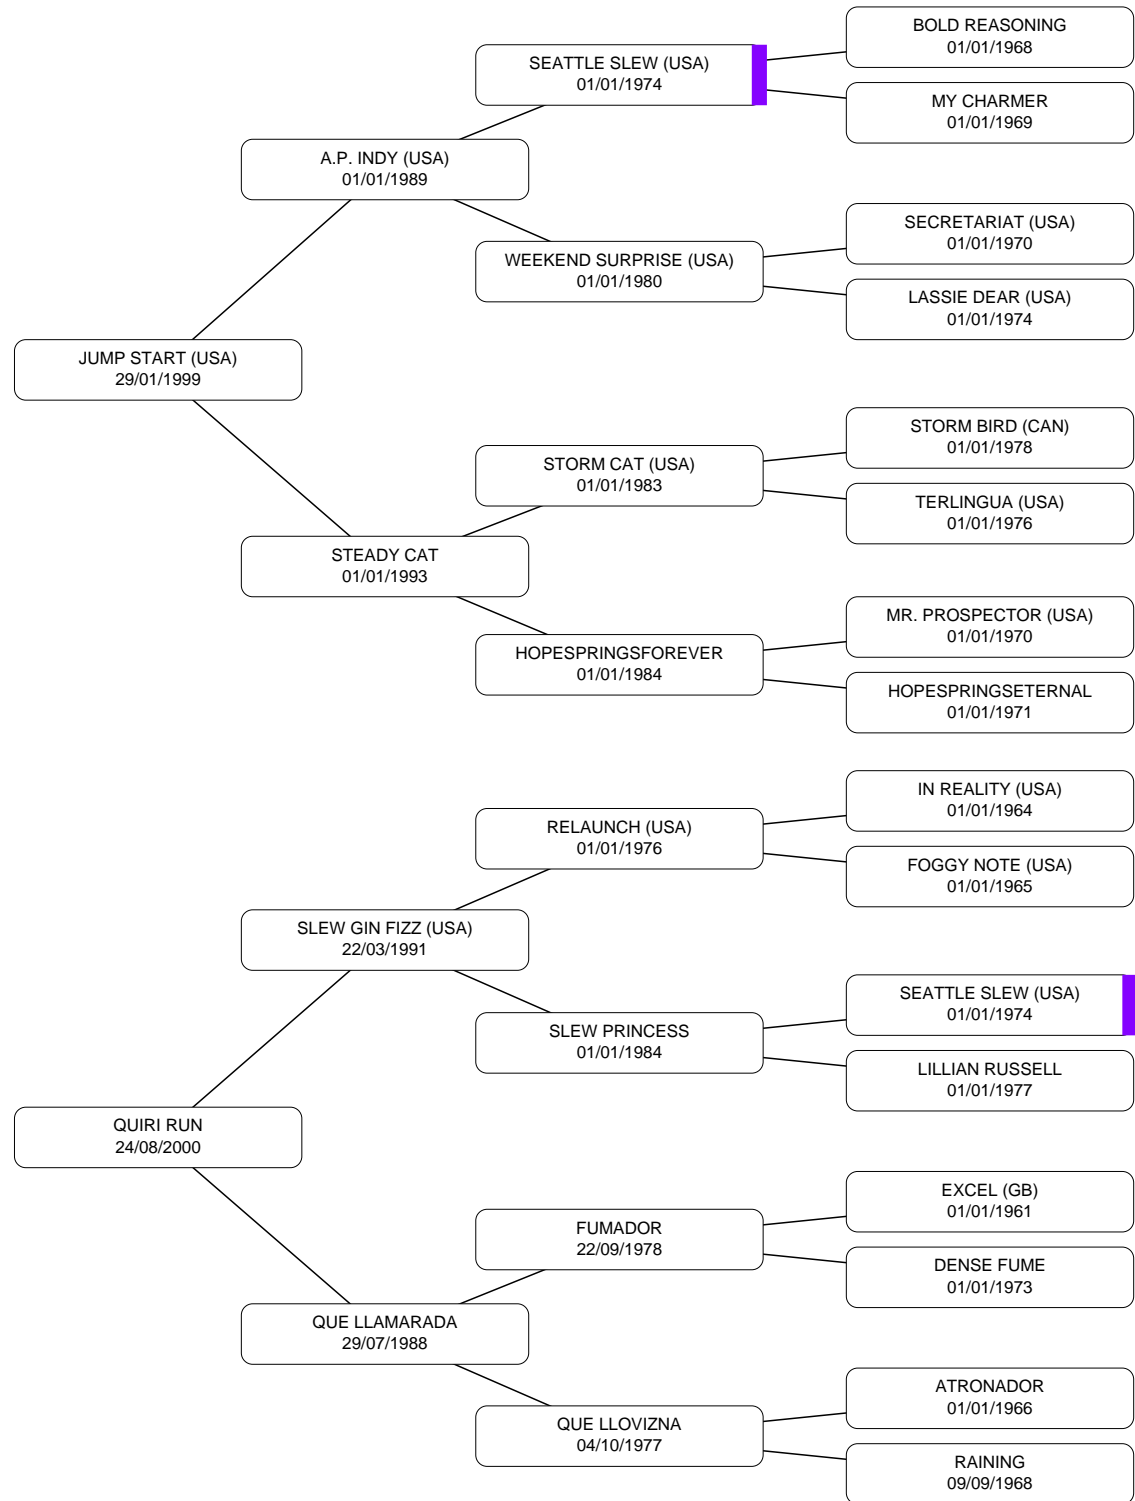 BOLD REASONING
01/01/1968
SEATTLE SLEW (USA)
01/01/1974
MY CHARMER
01/01/1969
A.P. INDY (USA)
01/01/1989
SECRETARIAT (USA)
01/01/1970
WEEKEND SURPRISE (USA)
01/01/1980
LASSIE DEAR (USA)
01/01/1974
JUMP START (USA)
29/01/1999
STORM BIRD (CAN)
01/01/1978
STORM CAT (USA)
01/01/1983
TERLINGUA (USA)
01/01/1976
STEADY CAT
01/01/1993
MR. PROSPECTOR (USA)
01/01/1970
HOPESPRINGSFOREVER
01/01/1984
HOPESPRINGSETERNAL
01/01/1971
IN REALITY (USA)
01/01/1964
RELAUNCH (USA)
01/01/1976
FOGGY NOTE (USA)
01/01/1965
SLEW GIN FIZZ (USA)
22/03/1991
SEATTLE SLEW (USA)
01/01/1974
SLEW PRINCESS
01/01/1984
LILLIAN RUSSELL
01/01/1977
QUIRI RUN
24/08/2000
EXCEL (GB)
01/01/1961
FUMADOR
22/09/1978
DENSE FUME
01/01/1973
QUE LLAMARADA
29/07/1988
ATRONADOR
01/01/1966
QUE LLOVIZNA
04/10/1977
RAINING
09/09/1968